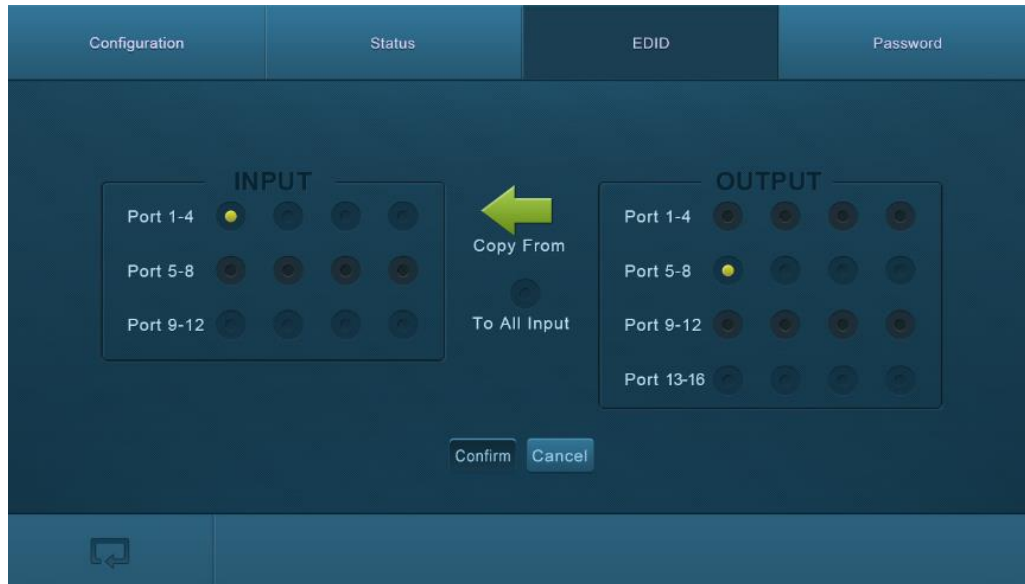 Configuration
Status
EDID
Password
INPUT
Port 1-4
Port 5-8
Port 9-12
Copy From
To All Input
OUTPUT
Port 1-4
Port 5-8
Port 9-12
Port 13-16
Confirm
Cancel